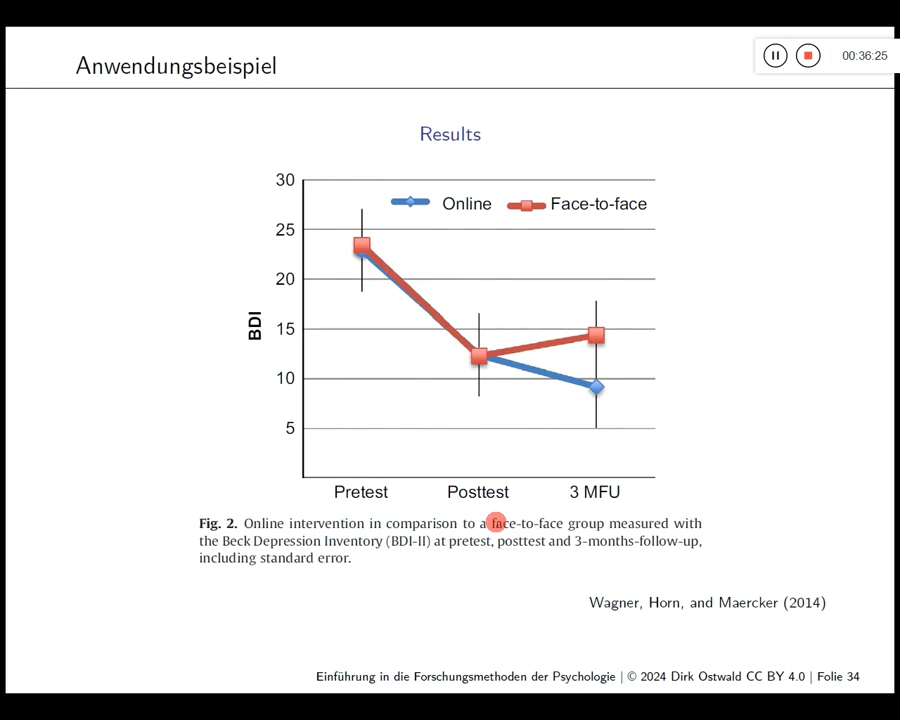 Anwendungsbeispiel
00:36:25
Results
30
Online
Face-to-face
25
20
15
10
5
BDI
Pretest
Posttest
3 MFU
Fig. 2. Online intervention in comparison to a face-to-face group measured with
the Beck Depression Inventory (BDI-II) at pretest, posttest and 3-months-follow-up,
including standard error.
Wagner, Horn, and Maercker (2014)
Einführung in die Forschungsmethoden der Psychologie | © 2024 Dirk Ostwald CC BY 4.0 | Folie 34